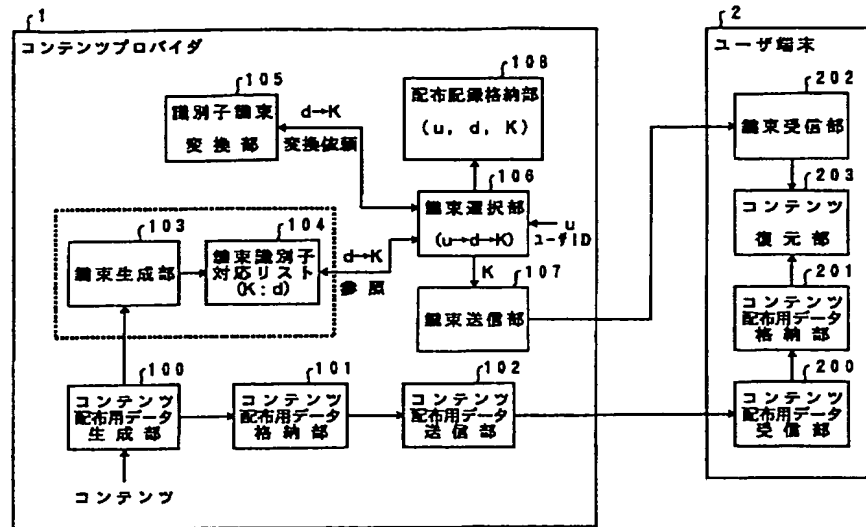 1
コンテンツプロバイダ
105
識別子鍵束
変換部
d→K
変換依頼
108
配布記録格納部
(u, d, K)
106
鍵束選択部
(u→d→K)
u
ユーザID
103
鍵束生成部
104
鍵束識別子
対応リスト
(K:d)
d→K
参照
K
107
鍵束送信部
100
コンテンツ
配布用データ
生成部
101
コンテンツ
配布用データ
格納部
102
コンテンツ
配布用データ
送信部
コンテンツ
2
ユーザ端末
202
鍵束受信部
203
コンテンツ
復元部
201
コンテンツ
配布用データ
格納部
200
コンテンツ
配布用データ
受信部